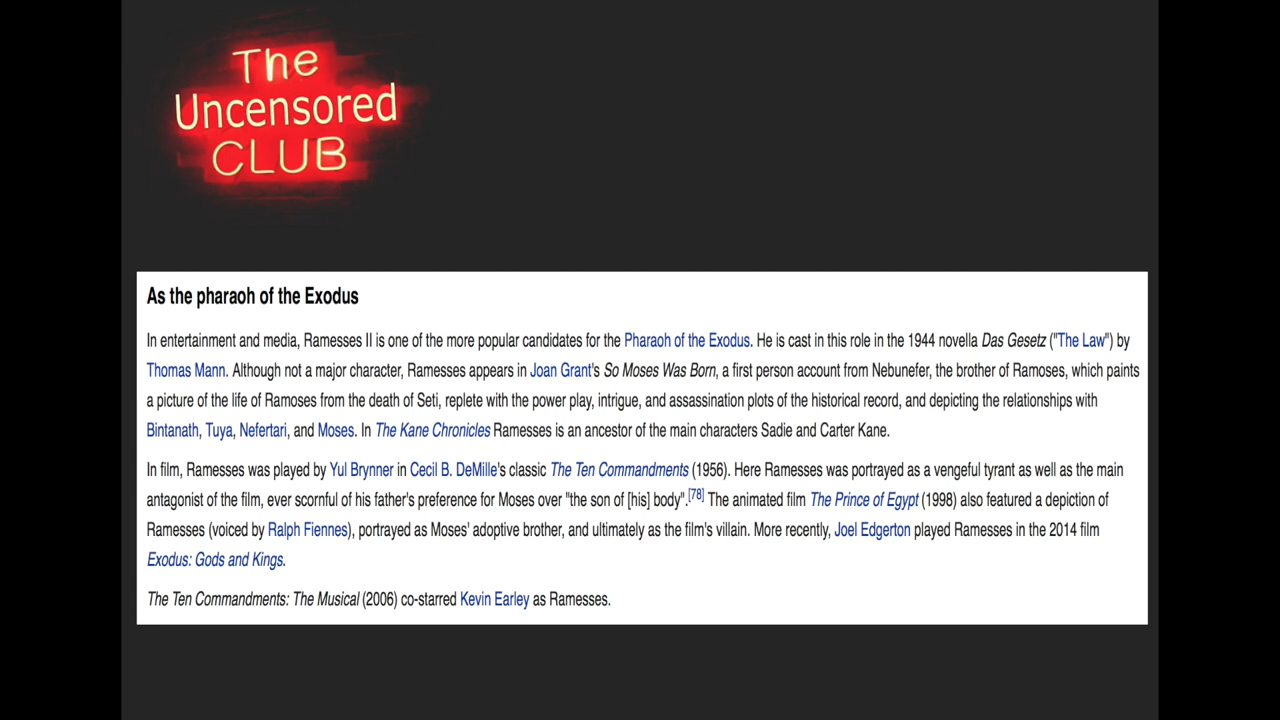 The
Uncensored
CLUB
As the pharaoh of the Exodus
In entertainment and media, Ramesses II is one of the more popular candidates for the Pharaoh of the Exodus. He is cast in this role in the 1944 novella Das Gesetz ("The Law") by
Thomas Mann. Although not a major character, Ramesses appears in Joan Grant's So Moses Was Born, a first person account from Nebunefer, the brother of Ramoses, which paints
a picture of the life of Ramoses from the death of Seti, replete with the power play, intrigue, and assassination plots of the historical record, and depicting the relationships with
Bintanath, Tuya, Nefertari, and Moses. In The Kane Chronicles Ramesses is an ancestor of the main characters Sadie and Carter Kane.
In film, Ramesses was played by Yul Brynner in Cecil B. DeMille's classic The Ten Commandments (1956). Here Ramesses was portrayed as a vengeful tyrant as well as the main
antagonist of the film, ever scornful of his father's preference for Moses over "the son of [his] body".[78] The animated film The Prince of Egypt (1998) also featured a depiction of
Ramesses (voiced by Ralph Fiennes), portrayed as Moses' adoptive brother, and ultimately as the film's villain. More recently, Joel Edgerton played Ramesses in the 2014 film
Exodus: Gods and Kings.
The Ten Commandments: The Musical (2006) co-starred Kevin Earley as Ramesses.